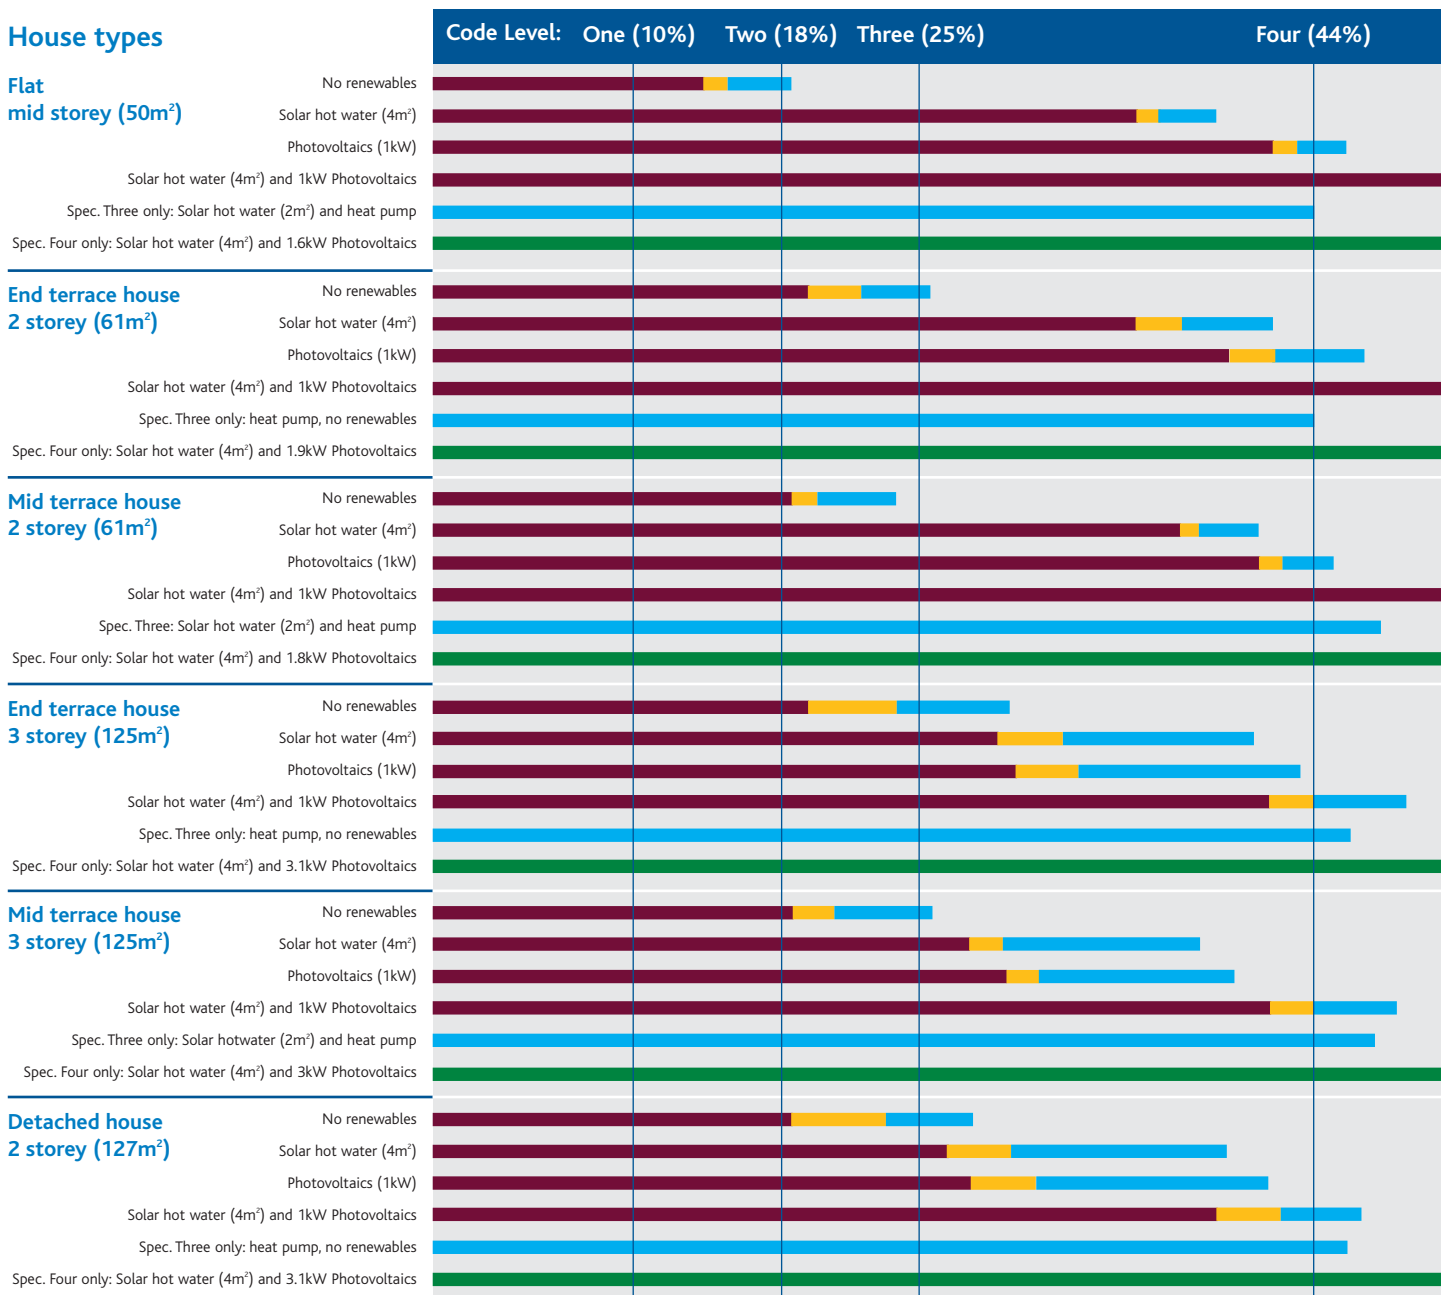 House types
Code Level: One (10%) Two (18%) Three (25%) Four (44%)
Flat
mid storey (50m²)
No renewables
Solar hot water (4m²)
Photovoltaics (1kW)
Solar hot water (4m²) and 1kW Photovoltaics
Spec. Three only: Solar hot water (2m²) and heat pump
Spec. Four only: Solar hot water (4m²) and 1.6kW Photovoltaics
End terrace house
2 storey (61m²)
No renewables
Solar hot water (4m²)
Photovoltaics (1kW)
Solar hot water (4m²) and 1kW Photovoltaics
Spec. Three only: heat pump, no renewables
Spec. Four only: Solar hot water (4m²) and 1.9kW Photovoltaics
Mid terrace house
2 storey (61m²)
No renewables
Solar hot water (4m²)
Photovoltaics (1kW)
Solar hot water (4m²) and 1kW Photovoltaics
Spec. Three: Solar hot water (2m²) and heat pump
Spec. Four only: Solar hot water (4m²) and 1.8kW Photovoltaics
End terrace house
3 storey (125m²)
No renewables
Solar hot water (4m²)
Photovoltaics (1kW)
Solar hot water (4m²) and 1kW Photovoltaics
Spec. Three only: heat pump, no renewables
Spec. Four only: Solar hot water (4m²) and 3.1kW Photovoltaics
Mid terrace house
3 storey (125m²)
No renewables
Solar hot water (4m²)
Photovoltaics (1kW)
Solar hot water (4m²) and 1kW Photovoltaics
Spec. Three only: Solar hotwater (2m²) and heat pump
Spec. Four only: Solar hot water (4m²) and 3kW Photovoltaics
Detached house
2 storey (127m²)
No renewables
Solar hot water (4m²)
Photovoltaics (1kW)
Solar hot water (4m²) and 1kW Photovoltaics
Spec. Three only: heat pump, no renewables
Spec. Four only: Solar hot water (4m²) and 3.1kW Photovoltaics